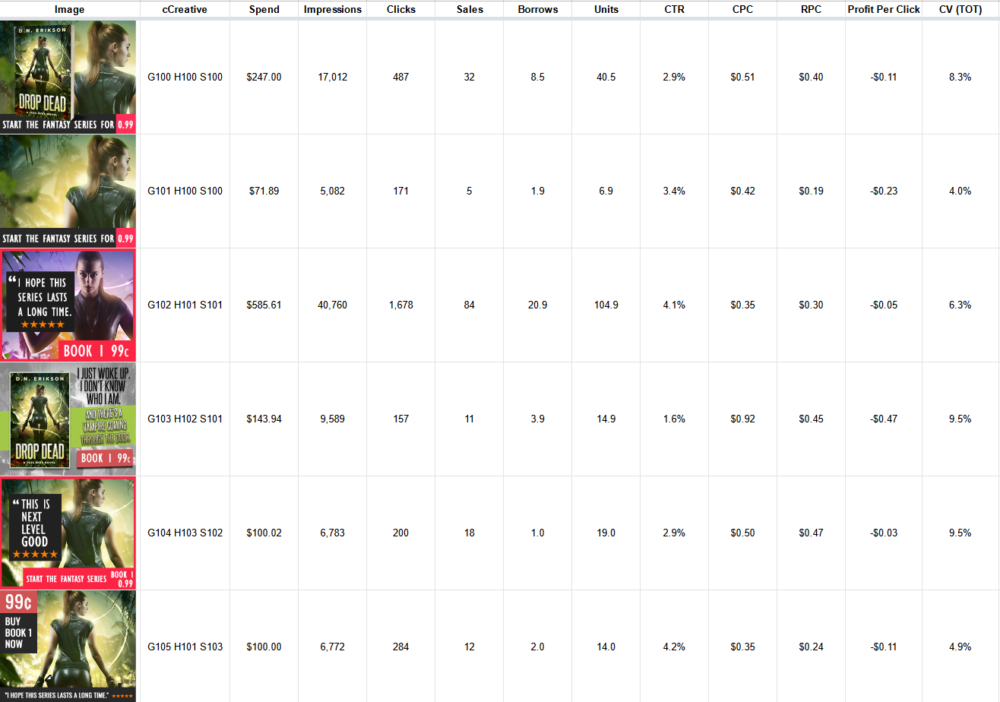 Image cCreative Spend Impressions Clicks Sales Borrows Units CTR CPC RPC Profit Per Click CV (TOT)
D.N. ERIKSON
DROP DEAD
A TESS SKYE NOVEL
START THE FANTASY SERIES FOR 0.99
G100 H100 S100 $247.00 17,012 487 32 8.5 40.5 2.9% $0.51 $0.40 -$0.11 8.3%
START THE FANTASY SERIES FOR 0.99
G101 H100 S100 $71.89 5,082 171 5 1.9 6.9 3.4% $0.42 $0.19 -$0.23 4.0%
“I HOPE THIS
SERIES LASTS
A LONG TIME.
★★★★★
BOOK 1 99c
G102 H101 S101 $585.61 40,760 1,678 84 20.9 104.9 4.1% $0.35 $0.30 -$0.05 6.3%
D.N. ERIKSON
DROP DEAD
I JUST WOKE UP.
I DON'T KNOW
WHO I AM.
AND THERE'S A
VAMPIRE COMING
THROUGH THE DOOR.
BOOK 1 99c
G103 H102 S101 $143.94 9,589 157 11 3.9 14.9 1.6% $0.92 $0.45 -$0.47 9.5%
“THIS IS
NEXT
LEVEL
GOOD
★★★★★
START THE FANTASY SERIES BOOK 1
0.99
G104 H103 S102 $100.02 6,783 200 18 1.0 19.0 2.9% $0.50 $0.47 -$0.03 9.5%
99¢
BUY
BOOK 1
NOW
"I HOPE THIS SERIES LASTS A LONG TIME." ★★★★★
G105 H101 S103 $100.00 6,772 284 12 2.0 14.0 4.2% $0.35 $0.24 -$0.11 4.9%